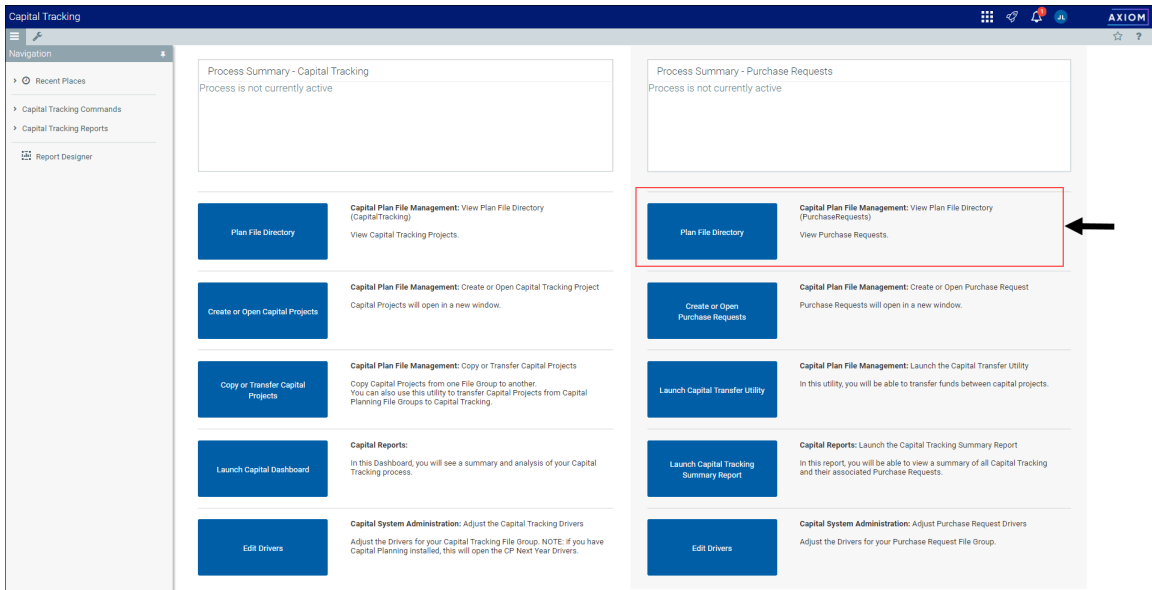 Capital Tracking
1
JL
AXIOM
?
Navigation
Recent Places
Capital Tracking Commands
Capital Tracking Reports
Report Designer
Process Summary - Capital Tracking
Process is not currently active
Plan File Directory
Capital Plan File Management: View Plan File Directory
(CapitalTracking)
View Capital Tracking Projects.
Create or Open Capital Projects
Capital Plan File Management: Create or Open Capital Tracking Project
Capital Projects will open in a new window.
Copy or Transfer Capital
Projects
Capital Plan File Management: Copy or Transfer Capital Projects
Copy Capital Projects from one File Group to another.
You can also use this utility to transfer Capital Projects from Capital
Planning File Groups to Capital Tracking.
Launch Capital Dashboard
Capital Reports:
In this Dashboard, you will see a summary and analysis of your Capital
Tracking process.
Edit Drivers
Capital System Administration: Adjust the Capital Tracking Drivers
Adjust the Drivers for your Capital Tracking File Group. NOTE: if you have
Capital Planning installed, this will open the CP Next Year Drivers.
Process Summary - Purchase Requests
Process is not currently active
Plan File Directory
Capital Plan File Management: View Plan File Directory
(PurchaseRequests)
View Purchase Requests.
Create or Open
Purchase Requests
Capital Plan File Management: Create or Open Purchase Request
Purchase Requests will open in a new window.
Launch Capital Transfer Utility
Capital Plan File Management: Launch the Capital Transfer Utility
In this utility, you will be able to transfer funds between capital projects.
Launch Capital Tracking
Summary Report
Capital Reports: Launch the Capital Tracking Summary Report
In this report, you will be able to view a summary of all Capital Tracking
and their associated Purchase Requests.
Edit Drivers
Capital System Administration: Adjust Purchase Request Drivers
Adjust the Drivers for your Purchase Request File Group.